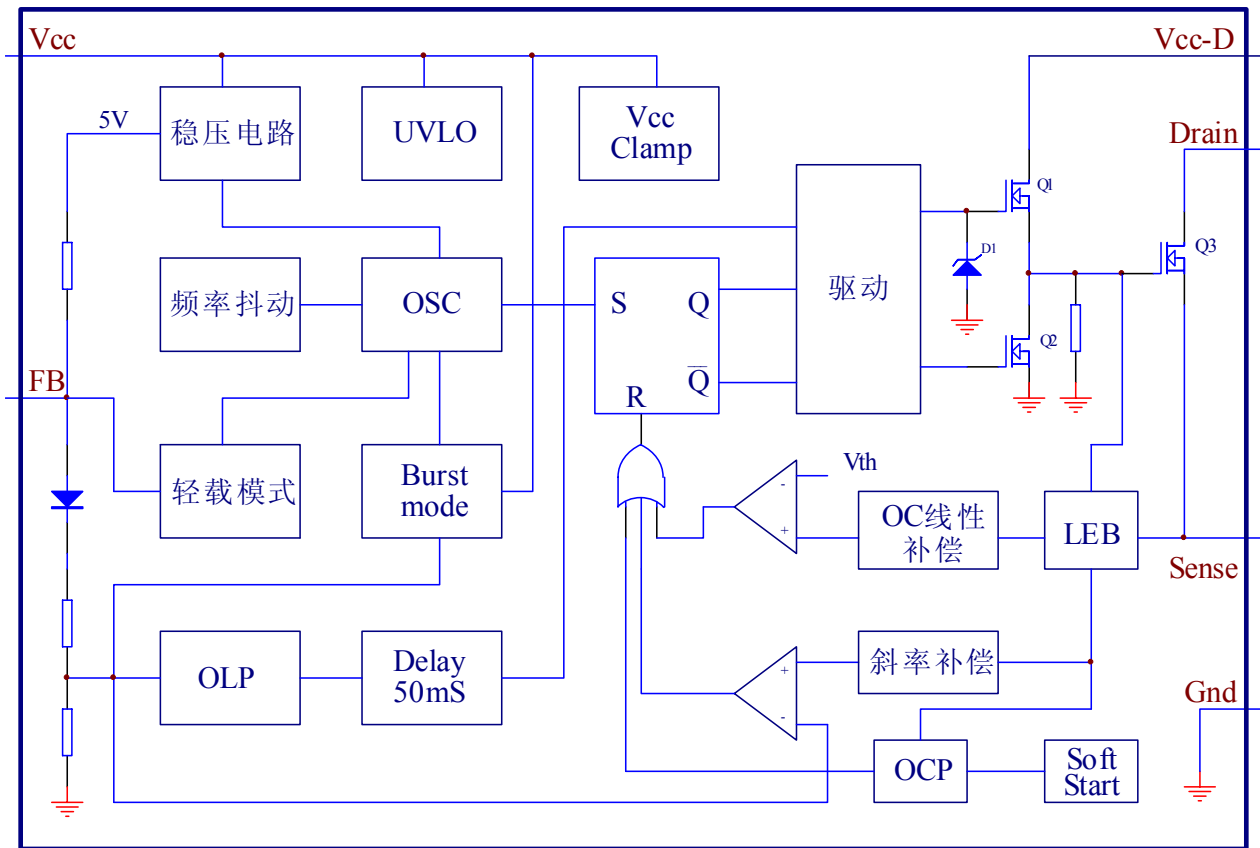 Vcc
Vcc-D
稳压电路
UVLO
Vcc
Clamp
5V
Drain
Q1
D1
Q3
频率抖动
OSC
S
Q
驱动
Q2
FB
Q̅
R
轻载模式
Burst
mode
Vth
-
+
OC线性
补偿
LEB
Sense
OLP
Delay
50mS
+
-
斜率补偿
Gnd
OCP
Soft
Start